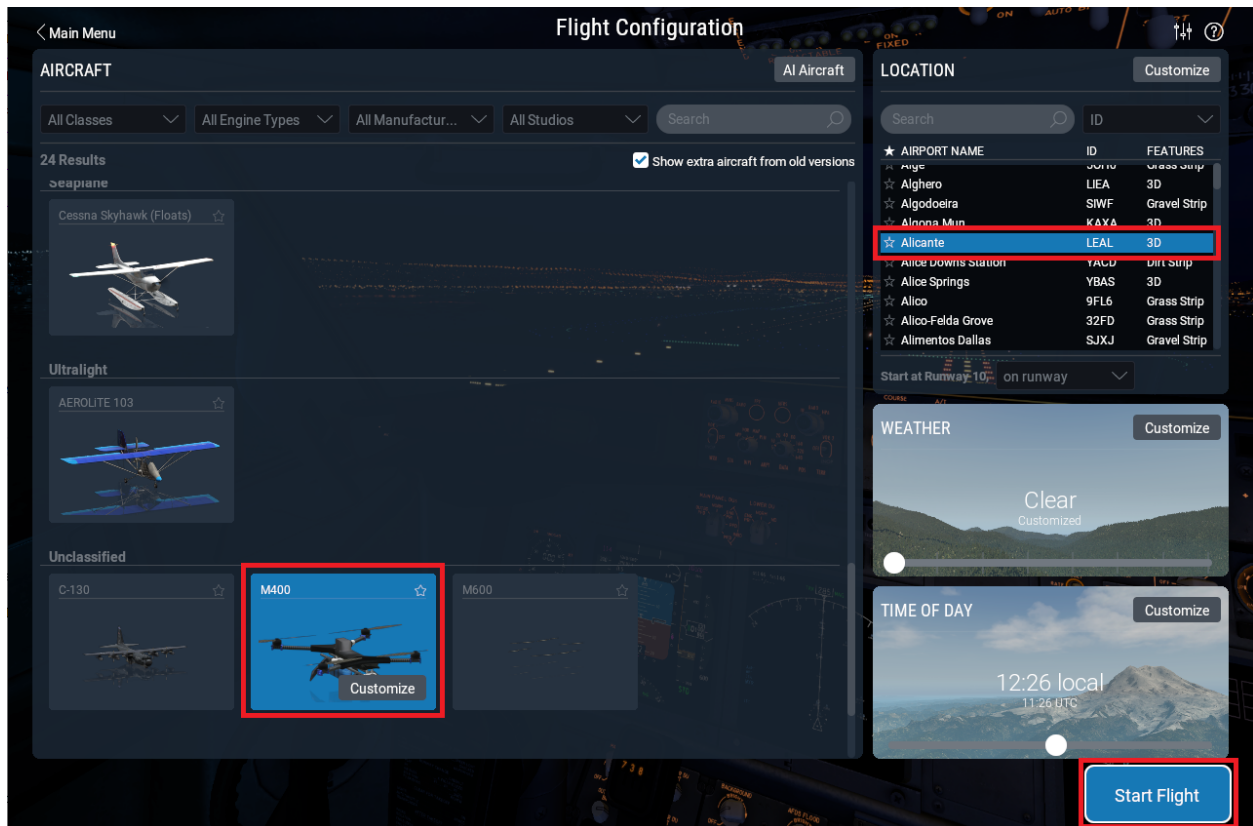 Main Menu
Flight Configuration
AIRCRAFT
AI Aircraft
All Classes
All Engine Types
All Manufactur...
All Studios
Search
24 Results
Show extra aircraft from old versions
Seaplane
Cessna Skyhawk (Floats)
Ultralight
AEROLITE 103
Unclassified
C-130
M400
Customize
M600
LOCATION
Customize
Search
ID
★ AIRPORT NAME ID FEATURES
☆ Alghero LIEA 3D
☆ Algodoeira SIWF Gravel Strip
☆ Algona Mun KAXA 3D
☆ Alicante LEAL 3D
☆ Alice Downs Station YACD Dirt Strip
☆ Alice Springs YBAS 3D
☆ Alico 9FL6 Grass Strip
☆ Alico-Felda Grove 32FD Grass Strip
☆ Alimentos Dallas SJXJ Gravel Strip
Start at Runway 10,
on runway
WEATHER
Customize
Clear
Customized
TIME OF DAY
Customize
12:26 local
11:26 UTC
Start Flight